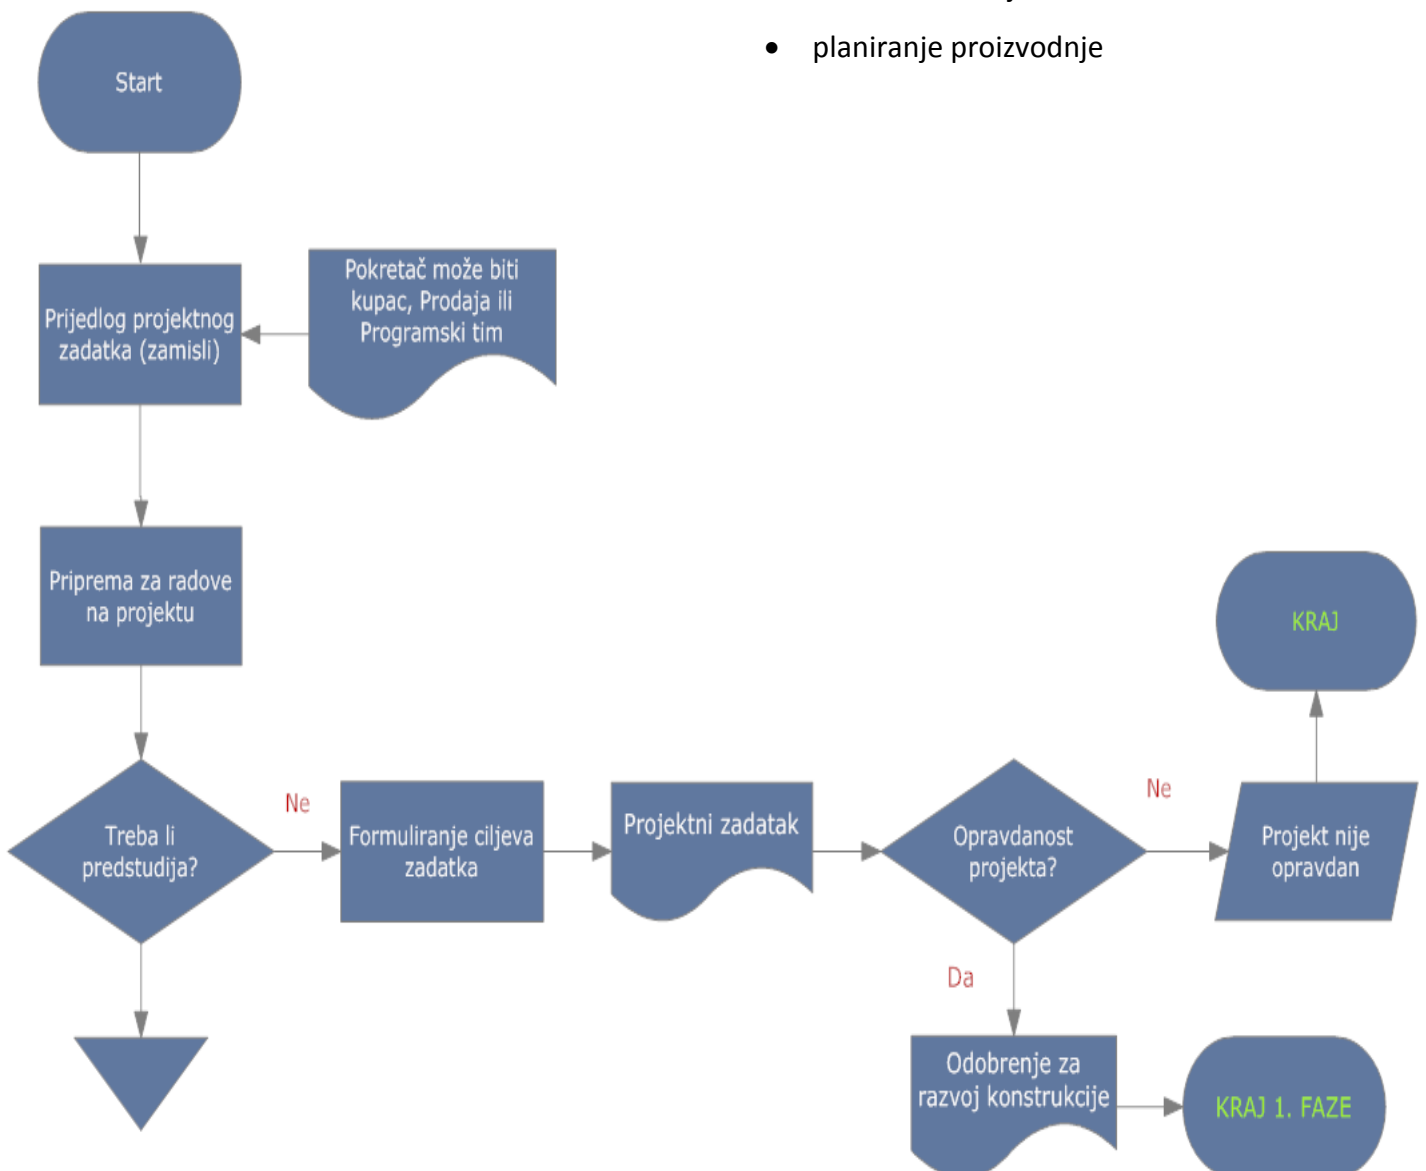 • planiranje proizvodnje
Start
Pokretač može biti
kupac, Prodaja ili
Programski tim
Prijedlog projektnog
zadatka (zamisli)
Priprema za radove
na projektu
KRAJ
Treba li
predstudija?
Ne
Formuliranje ciljeva
zadatka
Projektni zadatak
Opravdanost
projekta?
Ne
Projekt nije
opravdan
Da
Odobrenje za
razvoj konstrukcije
KRAJ 1. FAZE